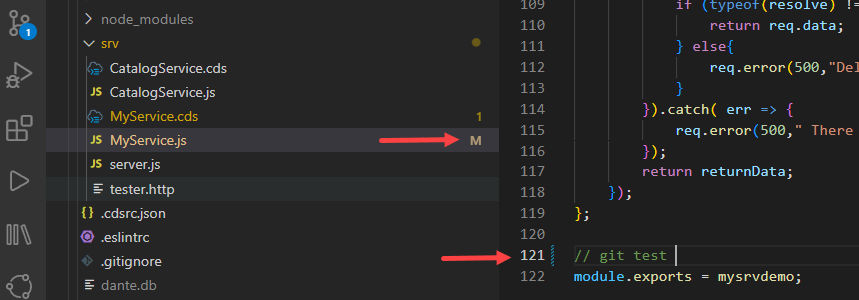 1
node_modules
srv
CatalogService.cds
JS CatalogService.js
MyService.cds 1
JS MyService.js M
JS server.js
tester.http
{ } .cdsrc.json
.eslintrc
.gitignore
dante.db
109 if (typeof(resolve) !=
110 return req.data;
111 } else{
112 req.error(500,"Del
113 }
114 }).catch( err => {
115 req.error(500," There
116 });
117 return returnData;
118 });
119 };
120
121 // git test
122 module.exports = mysrvdemo;